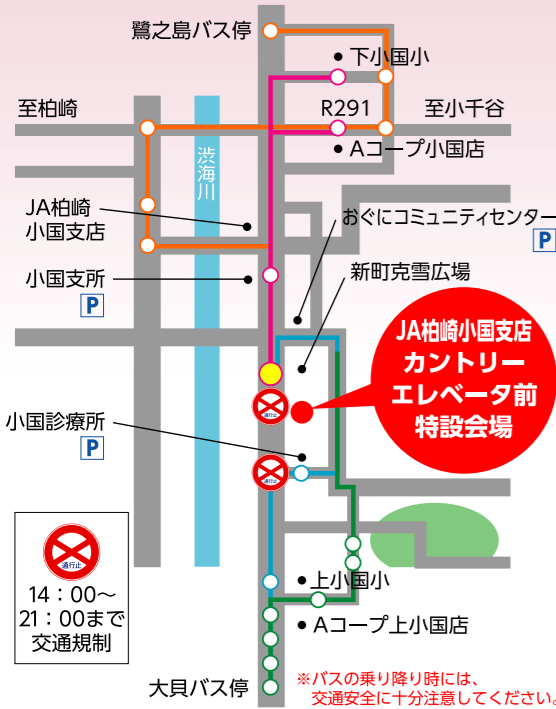 鷺之島バス停
下小国小
至柏崎
R291
至小千谷
Aコープ小国店
渋海川
JA柏崎
小国支店
おぐにコミュニティセンター
P
小国支所
P
新町克雪広場
JA柏崎小国支店
カントリー
エレベータ前
特設会場
通行止
小国診療所
P
通行止
通行止
14：00〜
21：00まで
交通規制
上小国小
Aコープ上小国店
大貝バス停
※バスの乗り降り時には、
交通安全に十分注意してください。